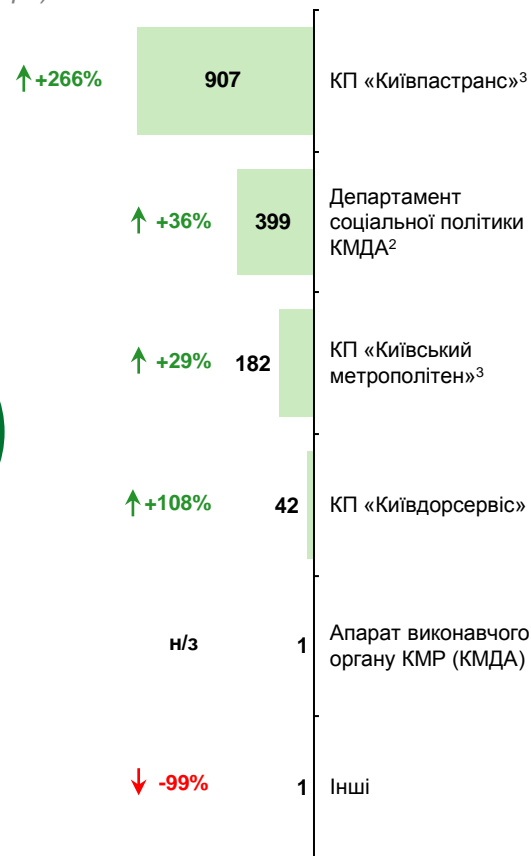 +266% 907 КП «Київпастранс»3
Департамент
+36% 399 соціальної політики
КМДА2
КП «Київський
+29% 182 метрополітен»3
+108% 42 КП «Київдорсервіс»
Апарат виконавчого
н/з 1 органу КМР (КМДА)
-99% 1 Інші